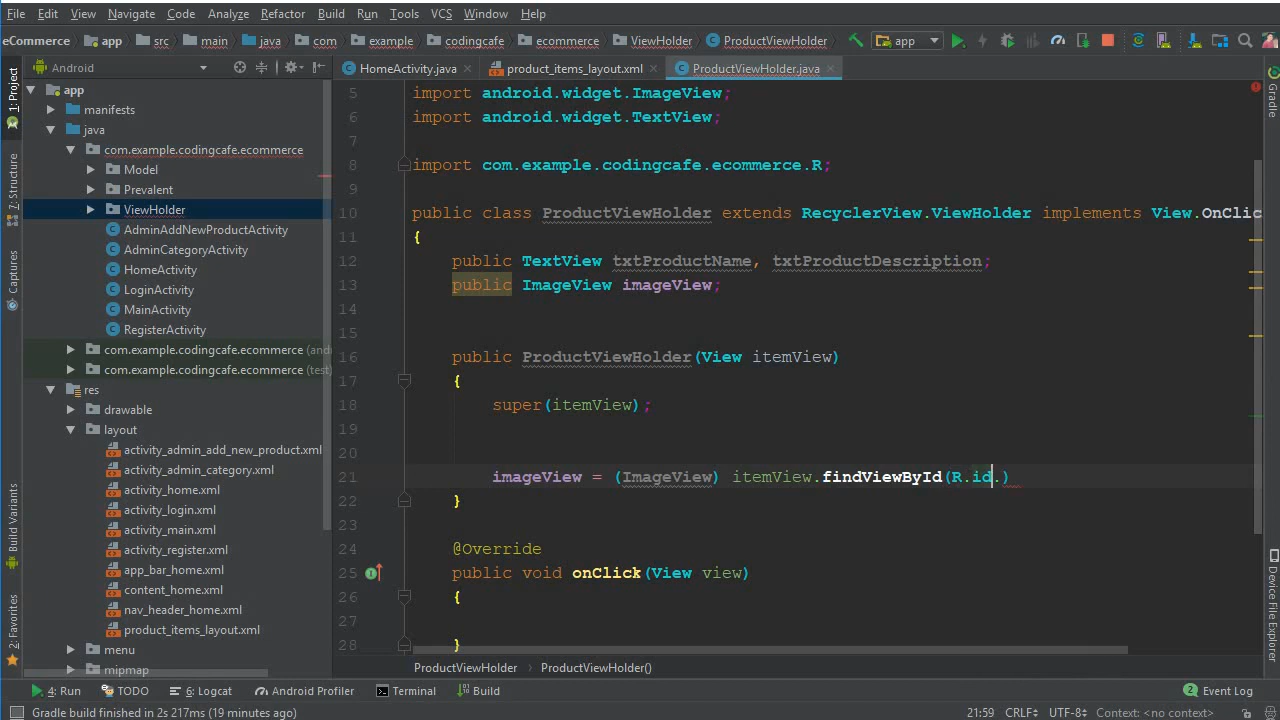 File Edit View Navigate Code Analyze Refactor Build Run Tools VCS Window Help
eCommerce app src main java com example codingcafe ecommerce ViewHolder ProductViewHolder app
Android HomeActivity.java product_items_layout.xml ProductViewHolder.java
1: Project
7: Structure
Captures
Build Variants
2: Favorites
app
manifests
java
com.example.codingcafe.ecommerce
Model
Prevalent
ViewHolder
AdminAddNewProductActivity
AdminCategoryActivity
HomeActivity
LoginActivity
MainActivity
RegisterActivity
com.example.codingcafe.ecommerce (and
com.example.codingcafe.ecommerce (test)
res
drawable
layout
activity_admin_add_new_product.xml
activity_admin_category.xml
activity_home.xml
activity_login.xml
activity_main.xml
activity_register.xml
app_bar_home.xml
content_home.xml
nav_header_home.xml
product_items_layout.xml
menu
mipmap
5 import android.widget.ImageView;
6 import android.widget.TextView;
7
8 import com.example.codingcafe.ecommerce.R;
9
10 public class ProductViewHolder extends RecyclerView.ViewHolder implements View.OnClic
11 {
12 public TextView txtProductName, txtProductDescription;
13 public ImageView imageView;
14
15
16 public ProductViewHolder(View itemView)
17 {
18 super(itemView);
19
20
21 imageView = (ImageView) itemView.findViewById(R.id.)
22 }
23
24 @Override
25 public void onClick(View view)
26 {
27
28 }
ProductViewHolder ProductViewHolder()
Gradle
Device File Explorer
4: Run TODO 6: Logcat Android Profiler Terminal Build 2 Event Log
Gradle build finished in 2s 217ms (19 minutes ago) 21:59 CRLF UTF-8 Context: <no context>